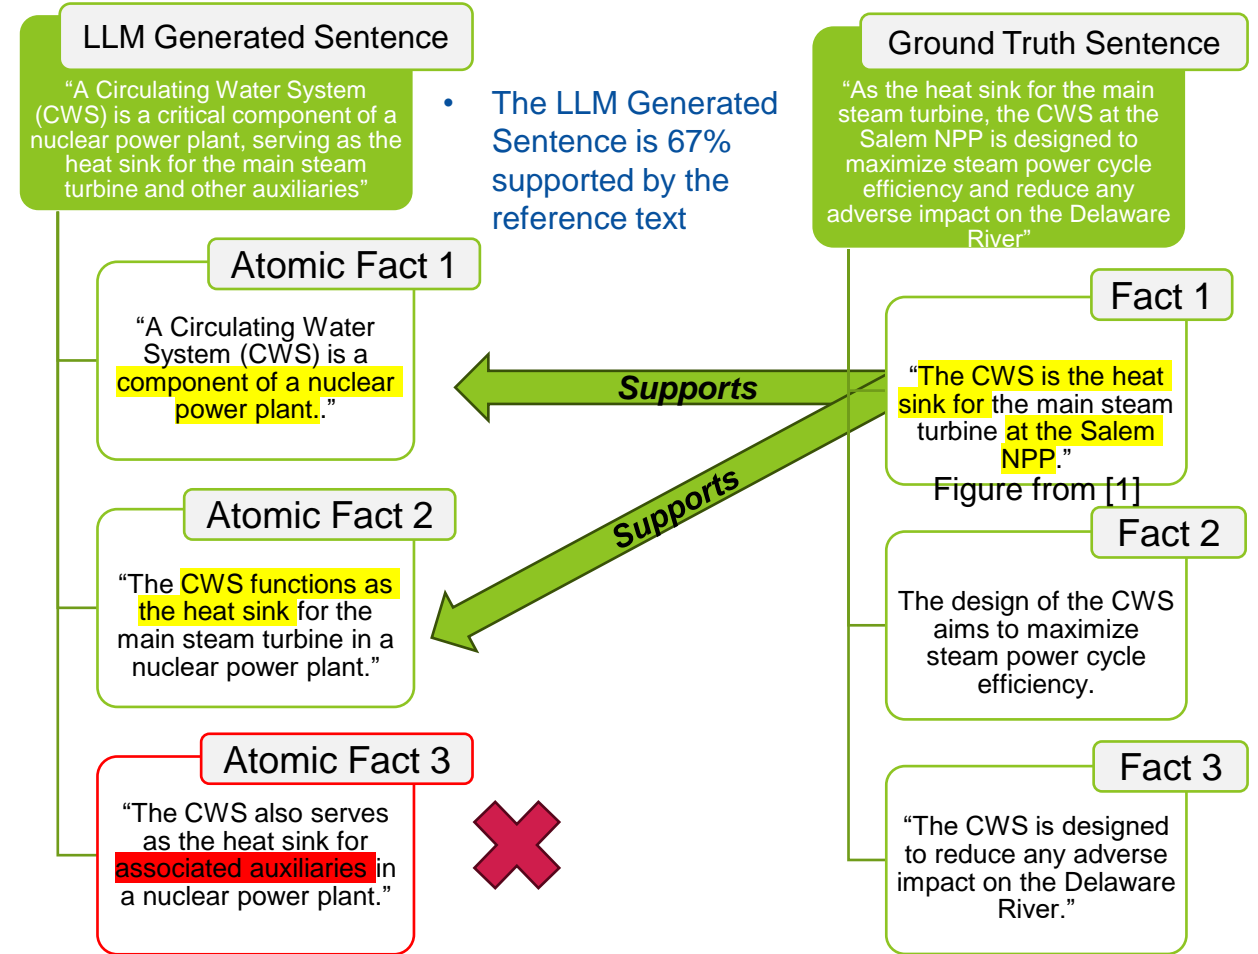 LLM Generated Sentence
“A Circulating Water System
(CWS) is a critical component of a
nuclear power plant, serving as the
heat sink for the main steam
turbine and other auxiliaries”
• The LLM Generated
Sentence is 67%
supported by the
reference text
Ground Truth Sentence
“As the heat sink for the main
steam turbine, the CWS at the
Salem NPP is designed to
maximize steam power cycle
efficiency and reduce any
adverse impact on the Delaware
River”
Atomic Fact 1
“A Circulating Water
System (CWS) is a
component of a nuclear
power plant..”
Supports
Fact 1
“The CWS is the heat
sink for the main steam
turbine at the Salem
NPP.”
Figure from [1]
Atomic Fact 2
“The CWS functions as
the heat sink for the
main steam turbine in a
nuclear power plant.”
Supports
Fact 2
The design of the CWS
aims to maximize
steam power cycle
efficiency.
Atomic Fact 3
“The CWS also serves
as the heat sink for
associated auxiliaries in
a nuclear power plant.”
Fact 3
“The CWS is designed
to reduce any adverse
impact on the Delaware
River.”